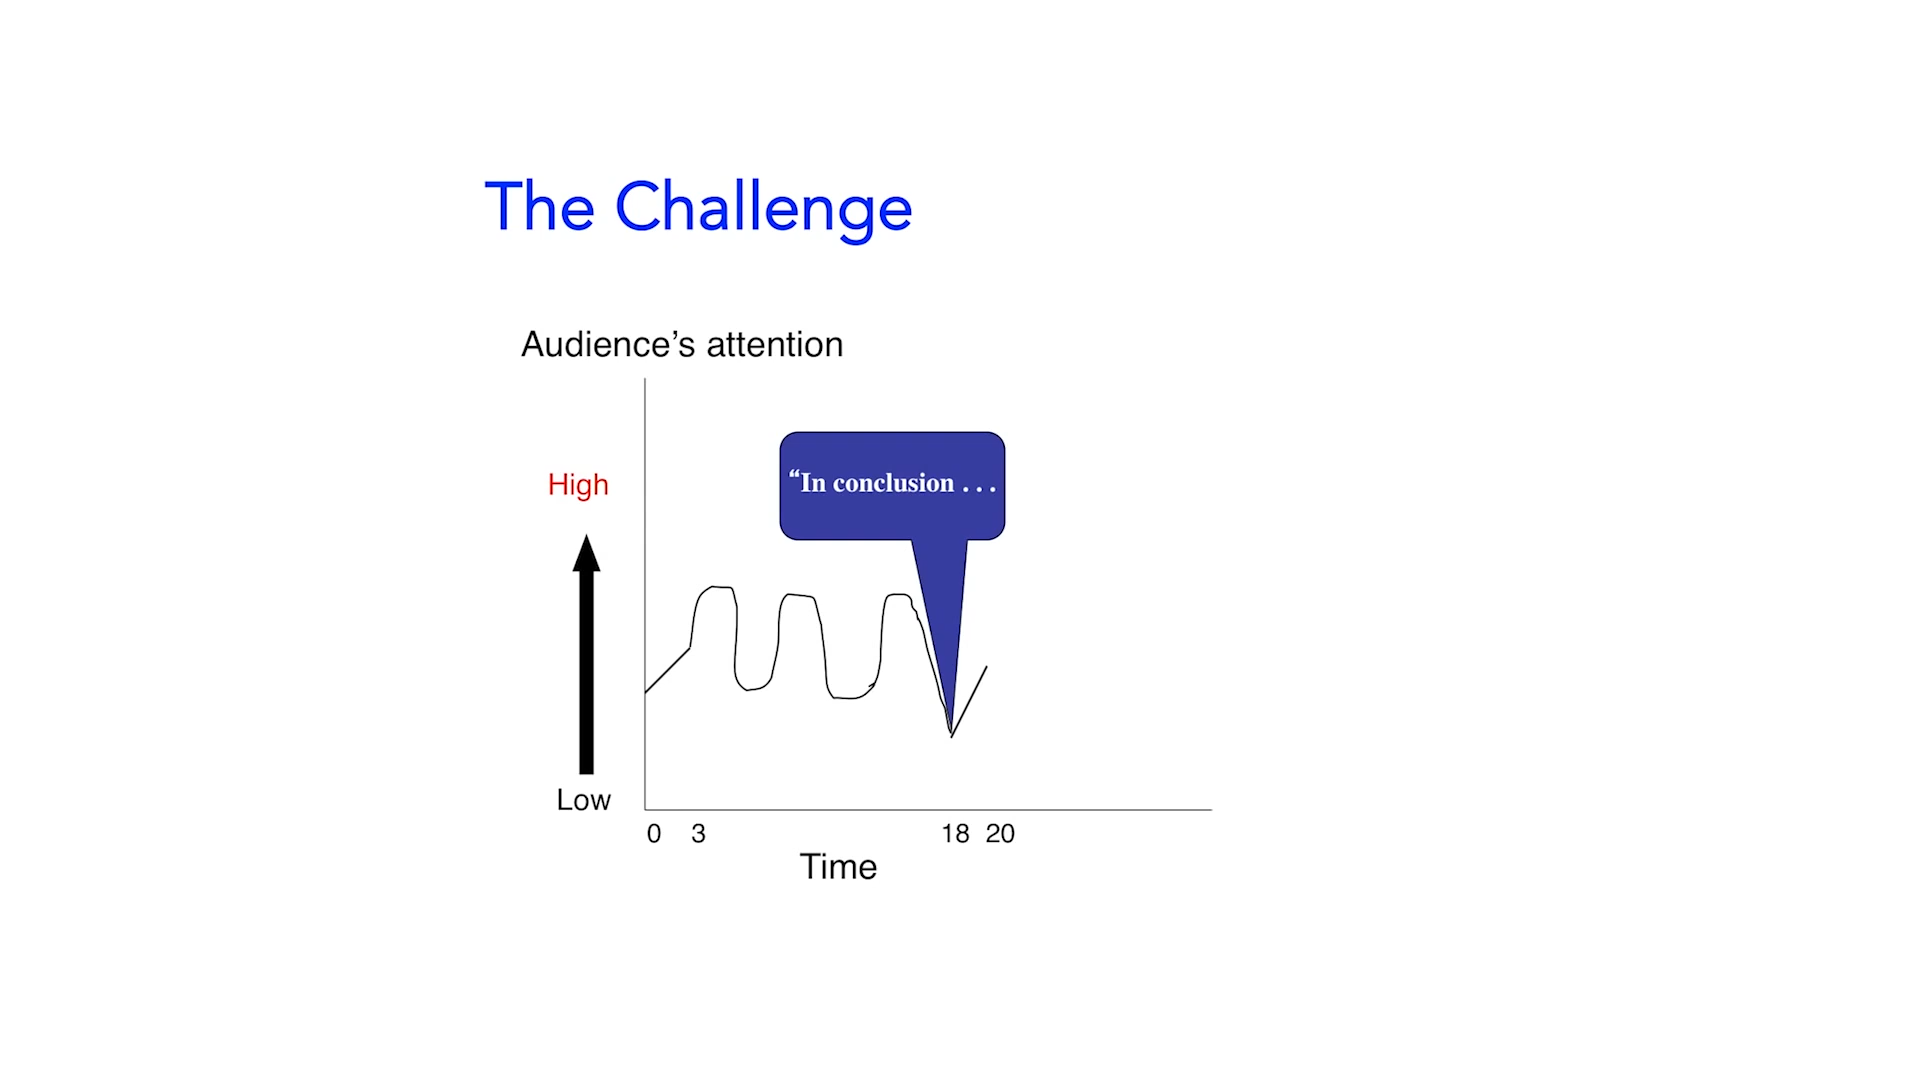 The Challenge
Audience’s attention
High
“In conclusion . . .
Low
0 3 18 20
Time